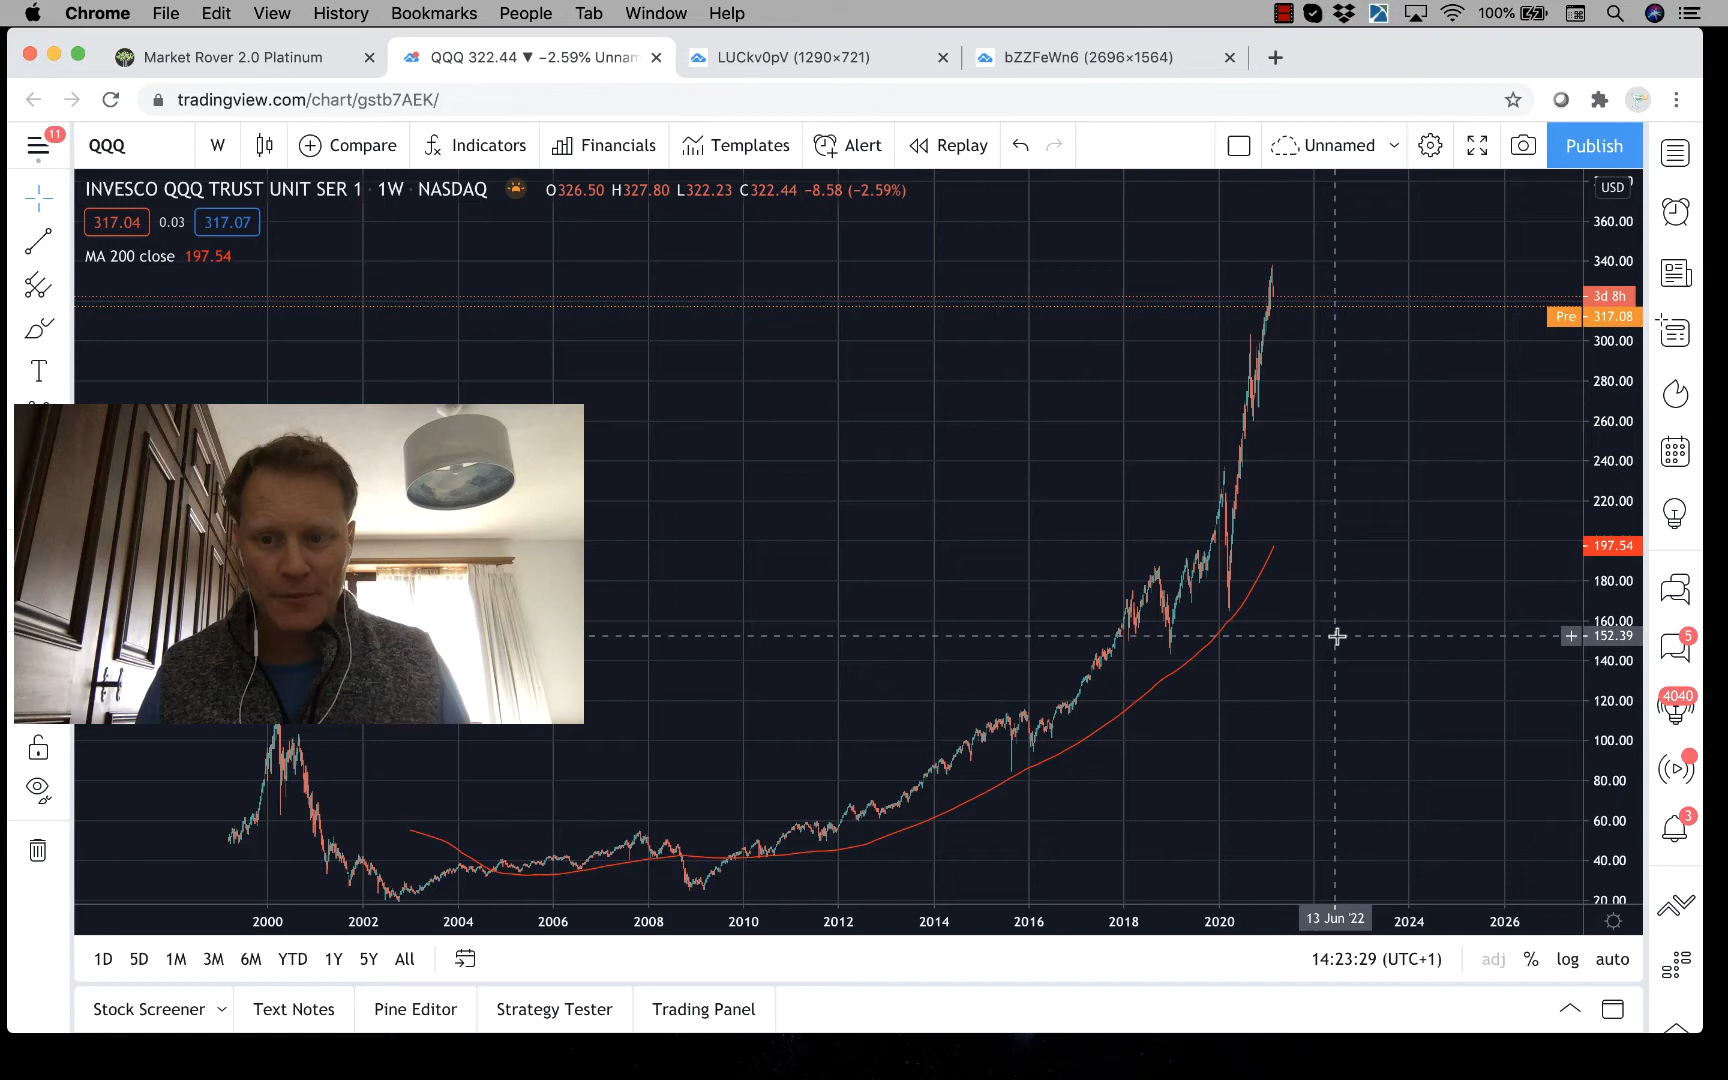 Chrome File Edit View History Bookmarks People Tab Window Help 100%
Market Rover 2.0 Platinum QQQ 322.44 ▼ −2.59% Unnam LUCkv0pV (1290×721) bZZFeWn6 (2696×1564)
tradingview.com/chart/gstb7AEK/
11
QQQ W Compare Indicators Financials Templates Alert Replay Unnamed Publish
INVESCO QQQ TRUST UNIT SER 1 · 1W · NASDAQ O326.50 H327.80 L322.23 C322.44 −8.58 (−2.59%)
USD
317.04 0.03 317.07
360.00
MA 200 close 197.54
340.00
3d 8h
Pre 317.08
300.00
280.00
260.00
240.00
220.00
197.54
180.00
160.00
152.39
5
140.00
4040
120.00
100.00
80.00
60.00
3
40.00
20.00
2000 2002 2004 2006 2008 2010 2012 2014 2016 2018 2020 13 Jun '22 2024 2026
1D 5D 1M 3M 6M YTD 1Y 5Y All 14:23:29 (UTC+1) adj % log auto
Stock Screener Text Notes Pine Editor Strategy Tester Trading Panel